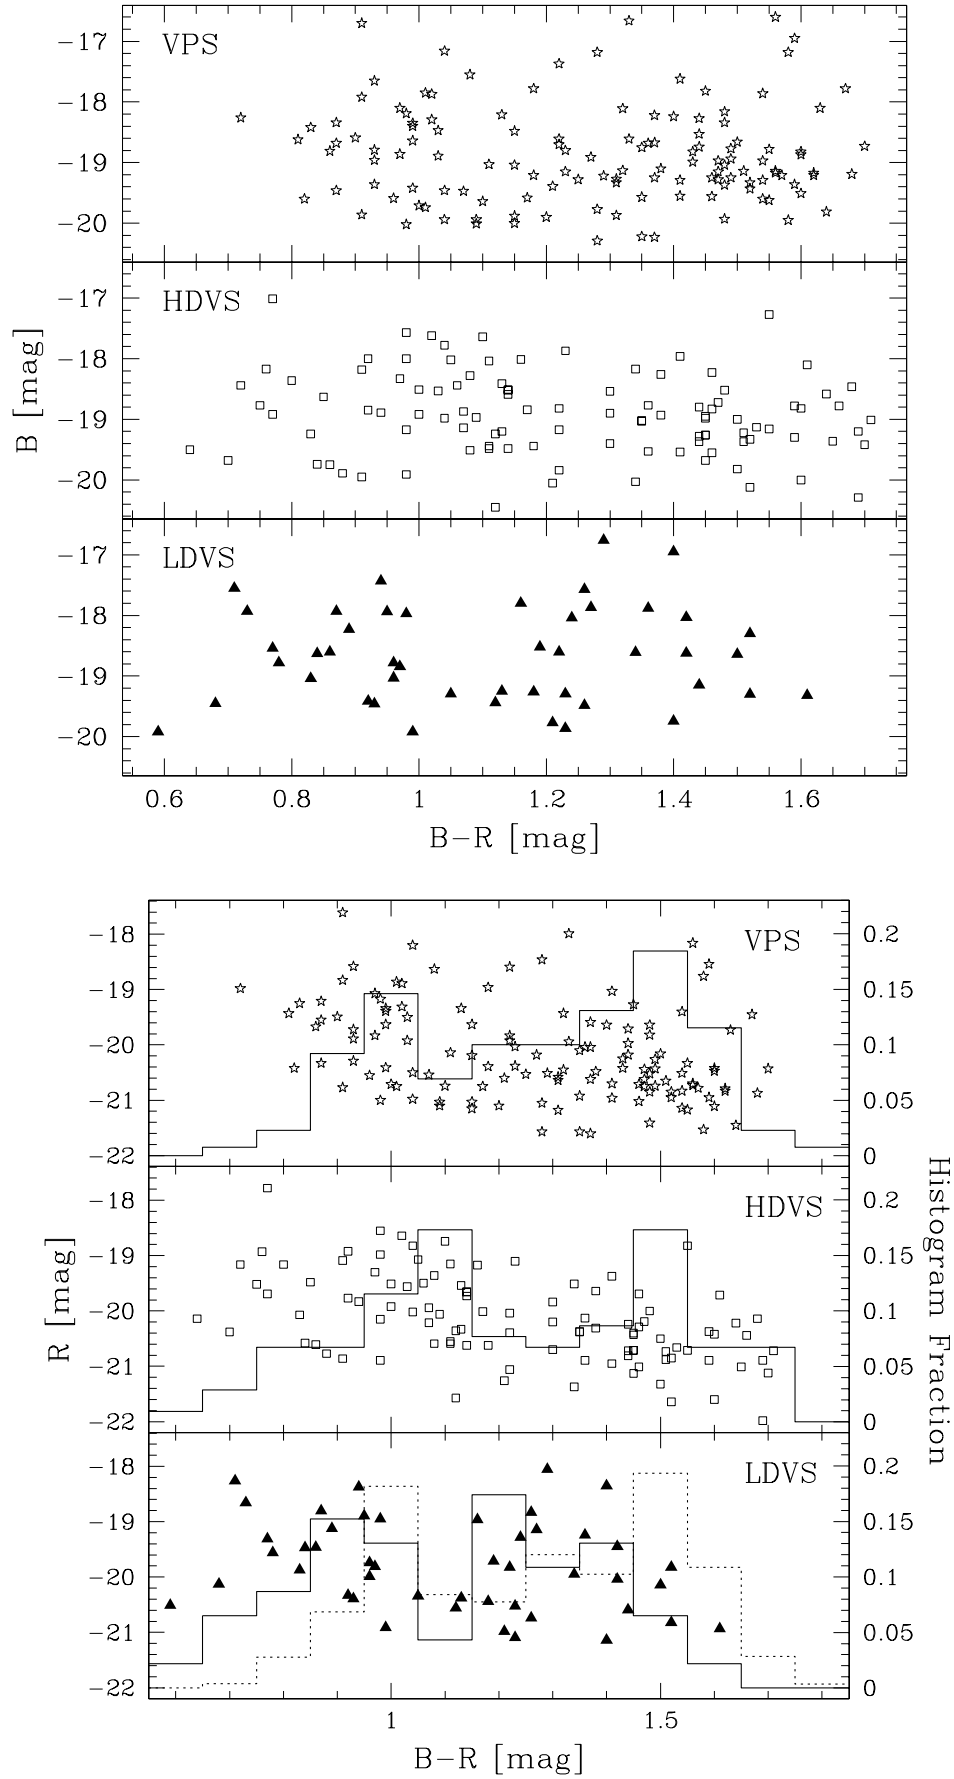 VPS
−17
−18
−19
−20
HDVS
−17
−18
−19
−20
B [mag]
LDVS
−17
−18
−19
−20
0.6 0.8 1 1.2 1.4 1.6
B−R [mag]
VPS
−18 0.2
−19 0.15
−20 0.1
−21 0.05
−22 0
HDVS
−18 0.2
−19 0.15
−20 0.1
−21 0.05
−22 0
R [mag]
Histogram Fraction
LDVS
−18 0.2
−19 0.15
−20 0.1
−21 0.05
−22 0
1 1.5
B−R [mag]